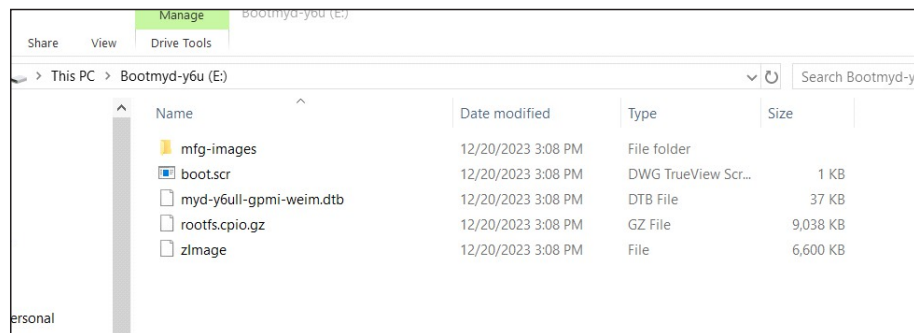 Manage Bootmyd-y6u (E:)
Share View Drive Tools
> This PC > Bootmyd-y6u (E:) Search Bootmyd-y
Name Date modified Type Size
mfg-images 12/20/2023 3:08 PM File folder
boot.scr 12/20/2023 3:08 PM DWG TrueView Scr... 1 KB
myd-y6ull-gpmi-weim.dtb 12/20/2023 3:08 PM DTB File 37 KB
rootfs.cpio.gz 12/20/2023 3:08 PM GZ File 9,038 KB
zImage 12/20/2023 3:08 PM File 6,600 KB
ersonal